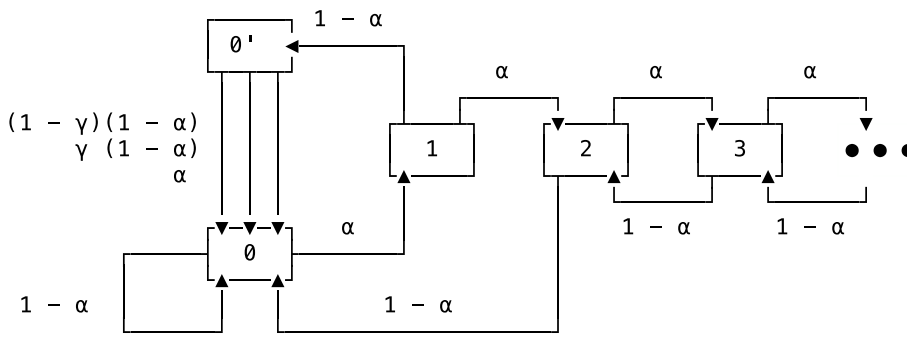 1 − α
0'
α
α
α
(1 − γ)(1 − α)
γ (1 − α)
α
1
2
3
1 − α
1 − α
α
0
1 − α
1 − α